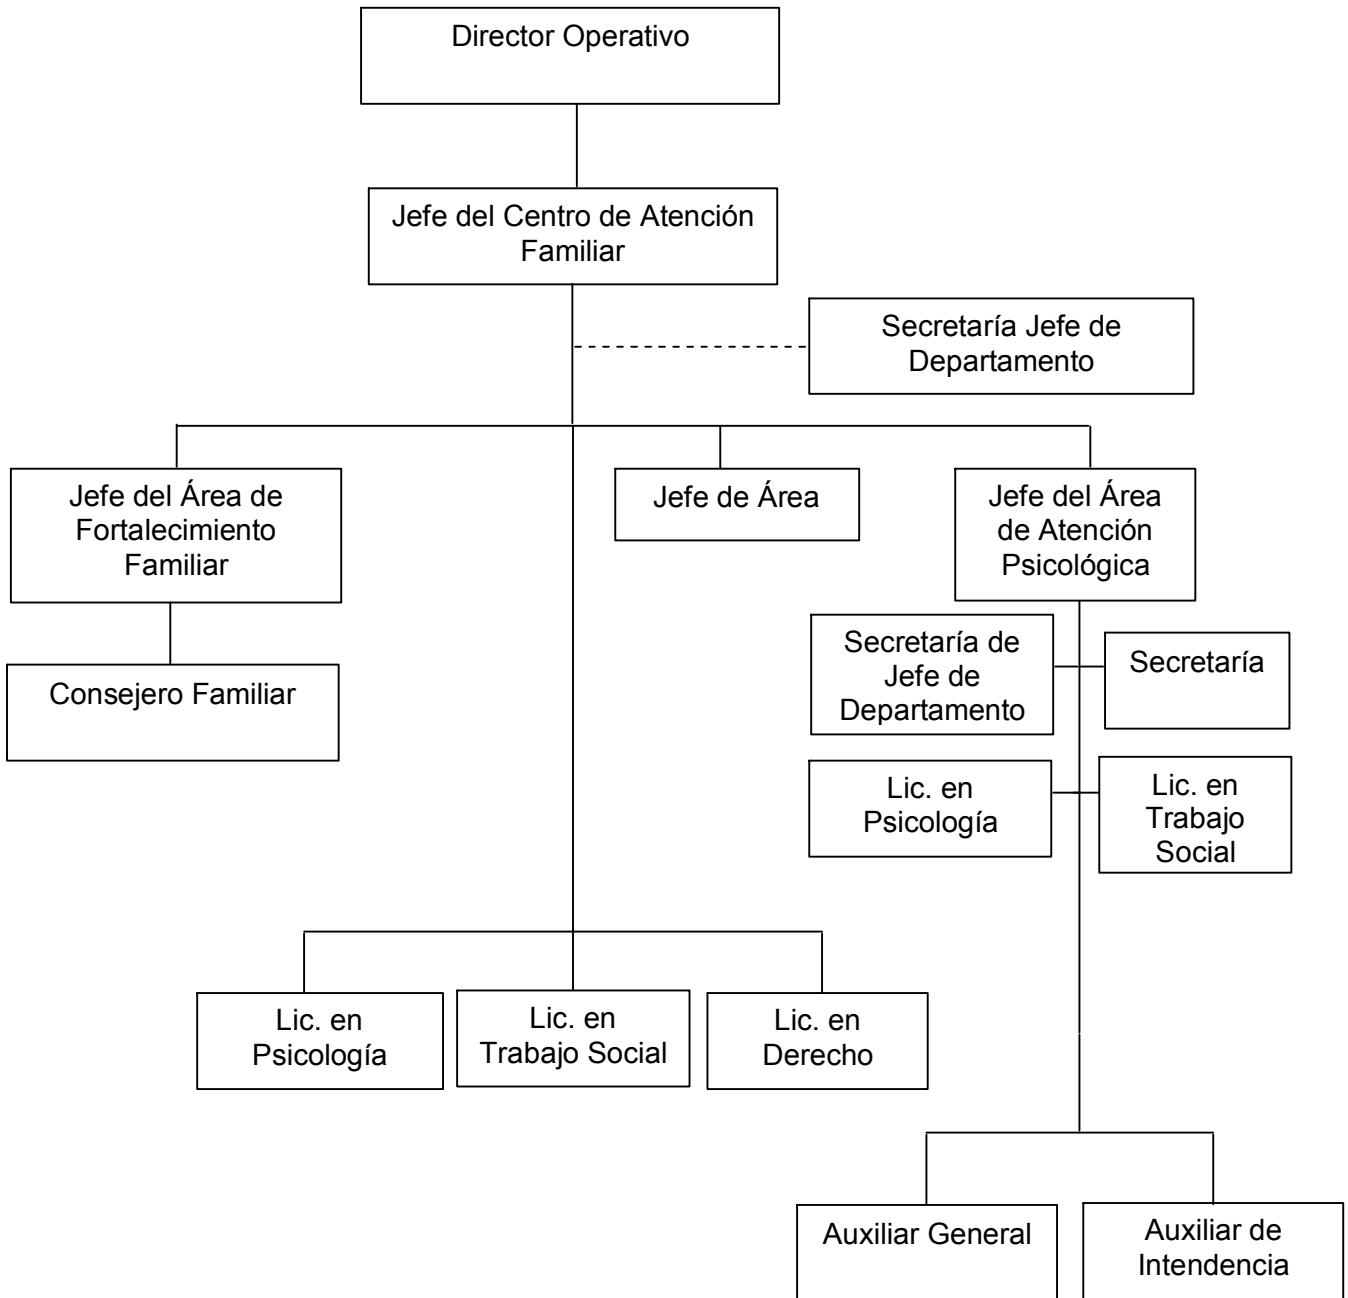 Director Operativo
Jefe del Centro de Atención
Familiar
Secretaría Jefe de
Departamento
Jefe del Área de
Fortalecimiento
Familiar
Jefe de Área
Jefe del Área
de Atención
Psicológica
Consejero Familiar
Secretaría de
Jefe de
Departamento
Secretaría
Lic. en
Psicología
Lic. en
Trabajo
Social
Lic. en
Psicología
Lic. en
Trabajo Social
Lic. en
Derecho
Auxiliar General
Auxiliar de
Intendencia